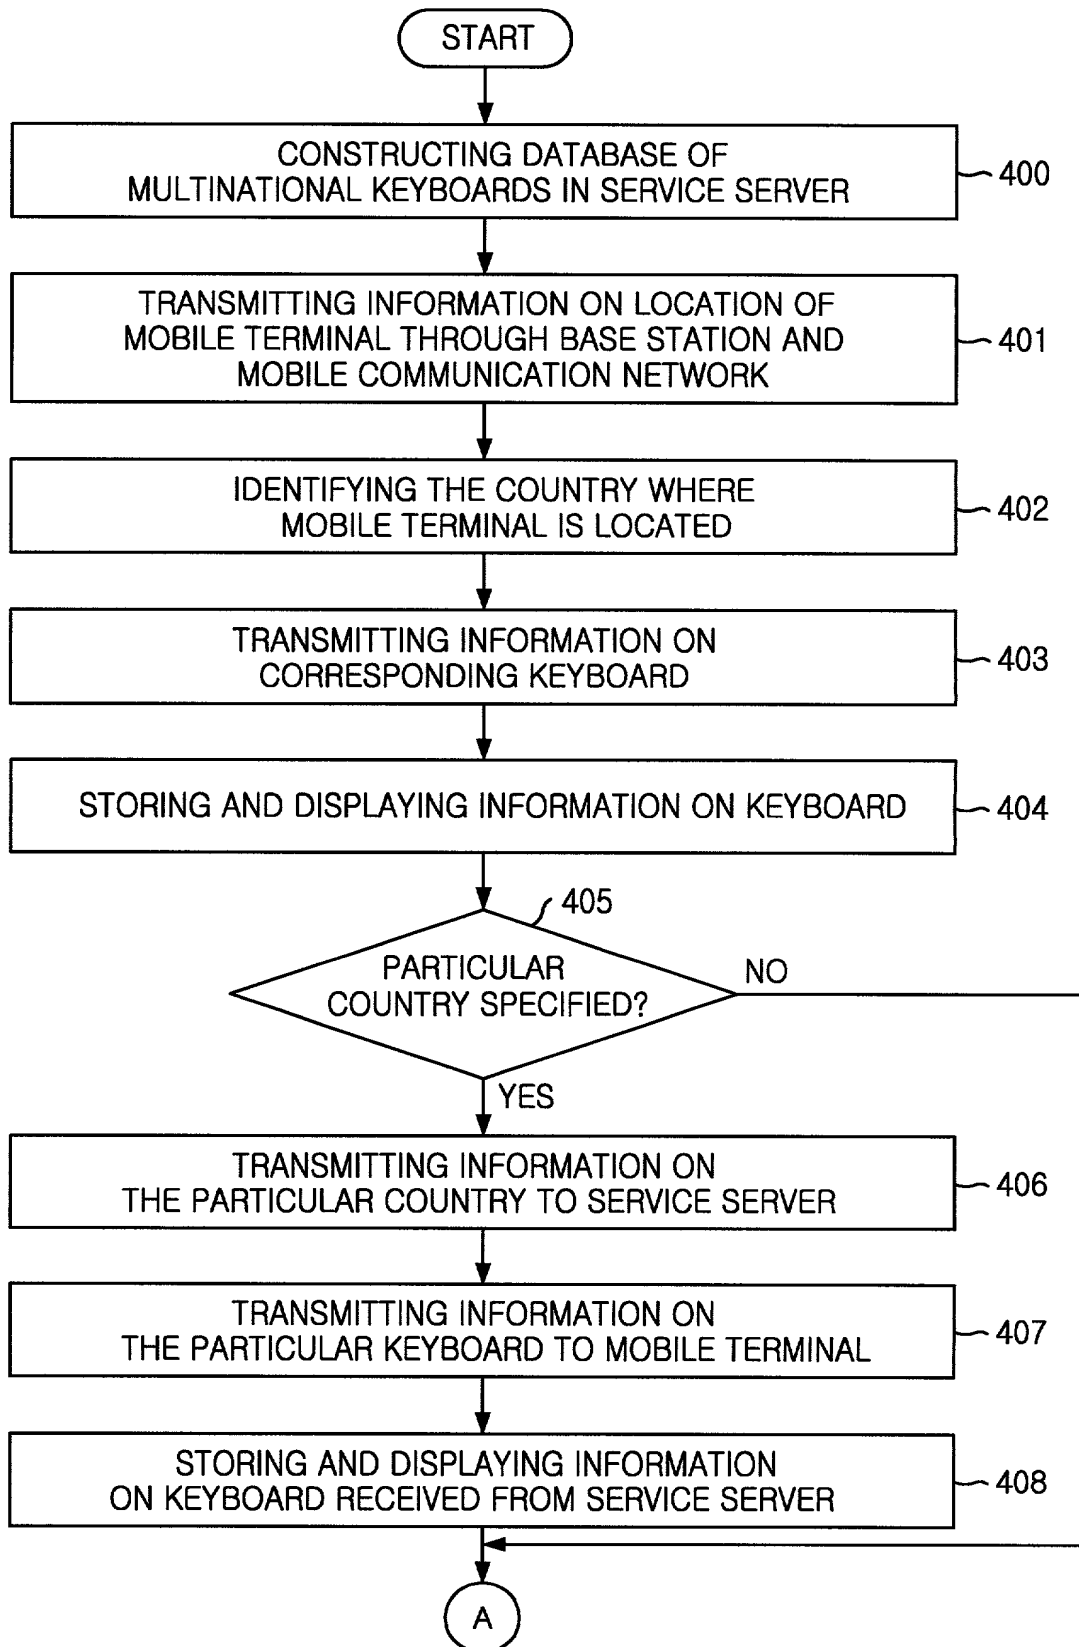 START
CONSTRUCTING DATABASE OF
MULTINATIONAL KEYBOARDS IN SERVICE SERVER
400
TRANSMITTING INFORMATION ON LOCATION OF
MOBILE TERMINAL THROUGH BASE STATION AND
MOBILE COMMUNICATION NETWORK
401
IDENTIFYING THE COUNTRY WHERE
MOBILE TERMINAL IS LOCATED
402
TRANSMITTING INFORMATION ON
CORRESPONDING KEYBOARD
403
STORING AND DISPLAYING INFORMATION ON KEYBOARD
404
405
PARTICULAR
COUNTRY SPECIFIED?
NO
YES
TRANSMITTING INFORMATION ON
THE PARTICULAR COUNTRY TO SERVICE SERVER
406
TRANSMITTING INFORMATION ON
THE PARTICULAR KEYBOARD TO MOBILE TERMINAL
407
STORING AND DISPLAYING INFORMATION
ON KEYBOARD RECEIVED FROM SERVICE SERVER
408
A